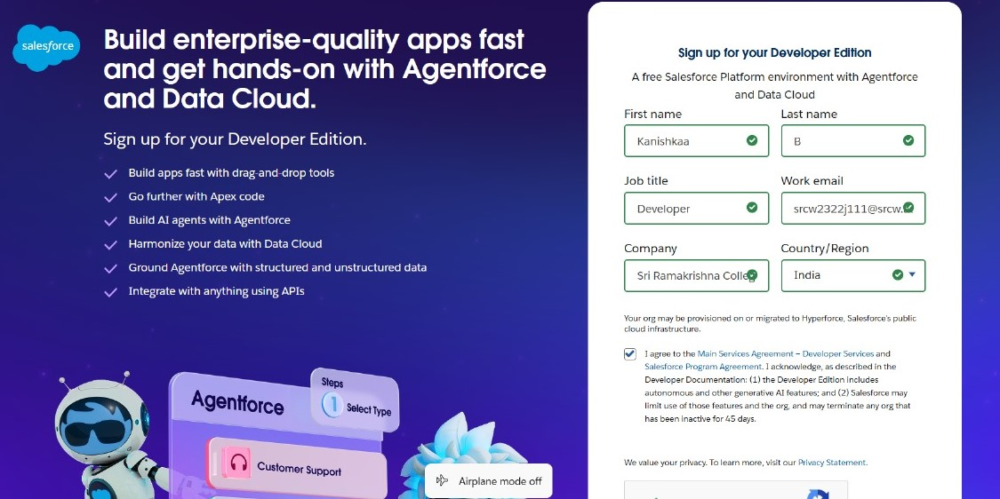 salesforce
Build enterprise-quality apps fast
and get hands-on with Agentforce
and Data Cloud.
Sign up for your Developer Edition.
Build apps fast with drag-and-drop tools
Go further with Apex code
Build AI agents with Agentforce
Harmonize your data with Data Cloud
Ground Agentforce with structured and unstructured data
Integrate with anything using APIs
Agentforce
Steps
1 Select Type
Customer Support
Airplane mode off
Sign up for your Developer Edition
A free Salesforce Platform environment with Agentforce
and Data Cloud
First name
Last name
Kanishkaa
B
Job title
Work email
Developer
srcw2322j111@srcw.
Company
Country/Region
Sri Ramakrishna Colle
India
Your org may be provisioned on or migrated to Hyperforce, Salesforce's public
cloud infrastructure.
I agree to the Main Services Agreement – Developer Services and
Salesforce Program Agreement. I acknowledge, as described in the
Developer Documentation: (1) the Developer Edition includes
autonomous and other generative AI features; and (2) Salesforce may
limit use of those features and the org, and may terminate any org that
has been inactive for 45 days.
We value your privacy. To learn more, visit our Privacy Statement.